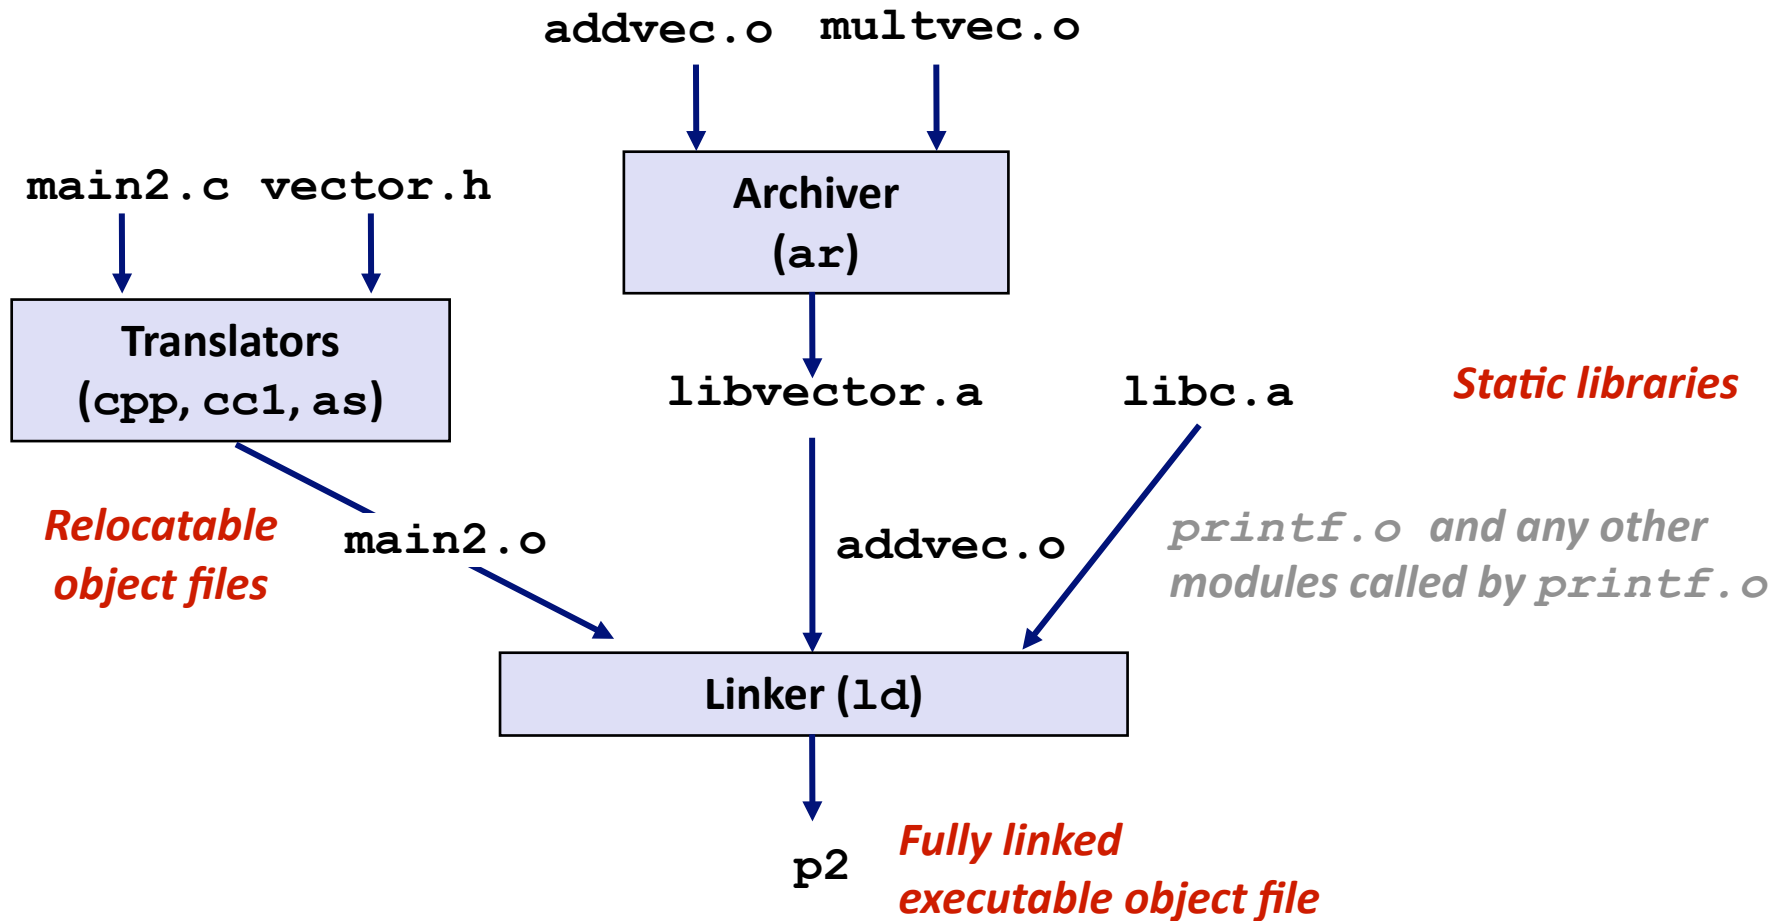 addvec.o multvec.o
main2.c vector.h
Archiver
(ar)
Translators
(cpp, cc1, as)
libvector.a
libc.a
Static libraries
Relocatable
object files
main2.o
addvec.o
printf.o and any other
modules called by printf.o
Linker (ld)
p2
Fully linked
executable object file